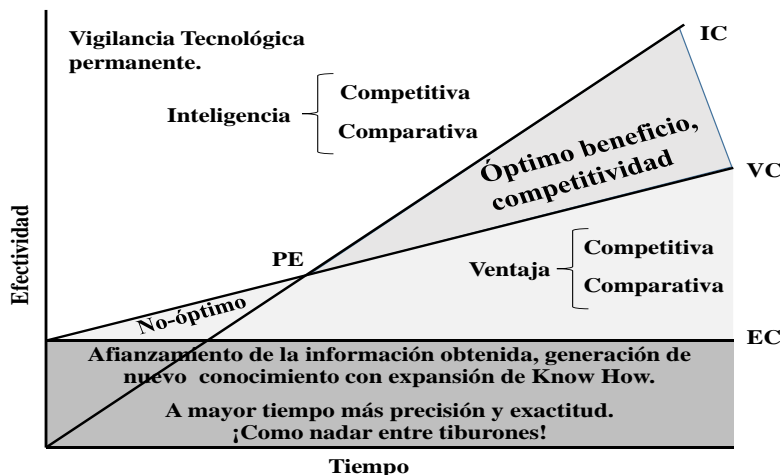 Vigilancia Tecnológica
permanente.
IC
Inteligencia
Competitiva
Comparativa
Óptimo beneficio,
competitividad
VC
PE
Ventaja
Competitiva
Comparativa
Efectividad
No-óptimo
EC
Afianzamiento de la información obtenida, generación de
nuevo conocimiento con expansión de Know How.
A mayor tiempo más precisión y exactitud.
¡Como nadar entre tiburones!
Tiempo